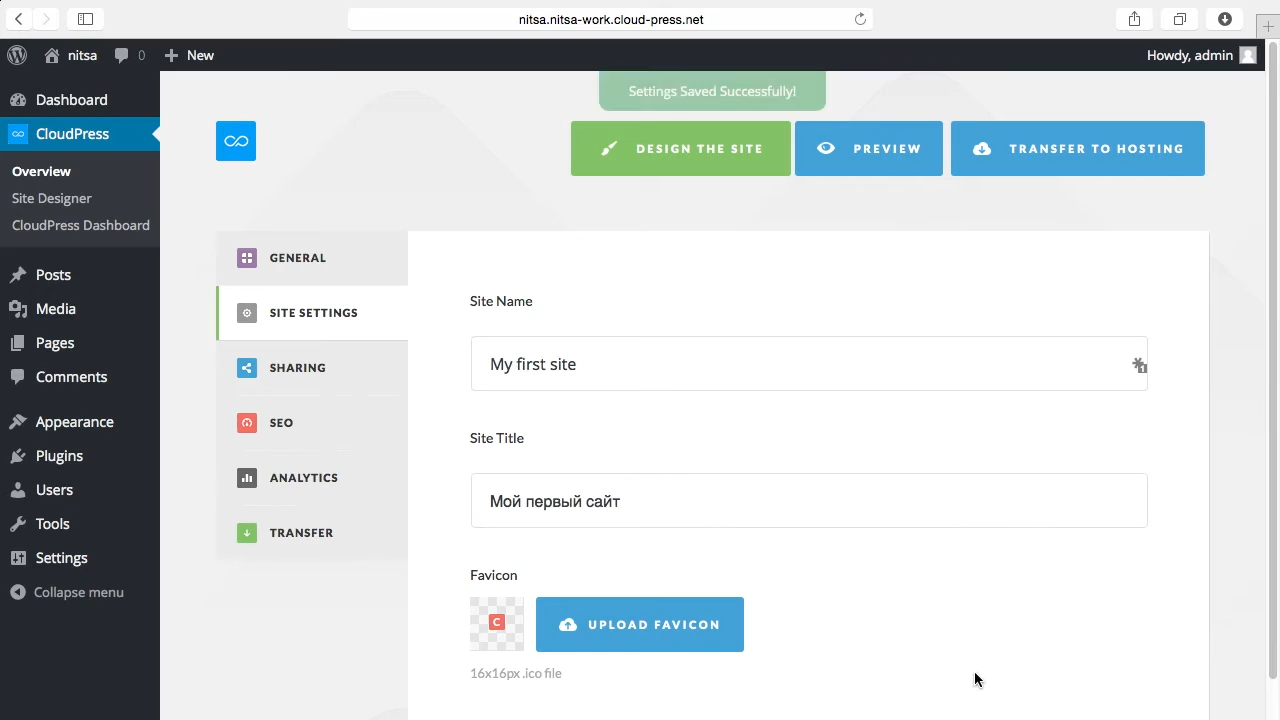 nitsa.nitsa-work.cloud-press.net
nitsa
0
New
Howdy, admin
Dashboard
CloudPress
Overview
Site Designer
CloudPress Dashboard
Posts
Media
Pages
Comments
Appearance
Plugins
Users
Tools
Settings
Collapse menu
Settings Saved Successfully!
DESIGN THE SITE
PREVIEW
TRANSFER TO HOSTING
GENERAL
SITE SETTINGS
SHARING
SEO
ANALYTICS
TRANSFER
Site Name
My first site
1
Site Title
Мой первый сайт
Favicon
C
UPLOAD FAVICON
16x16px .ico file